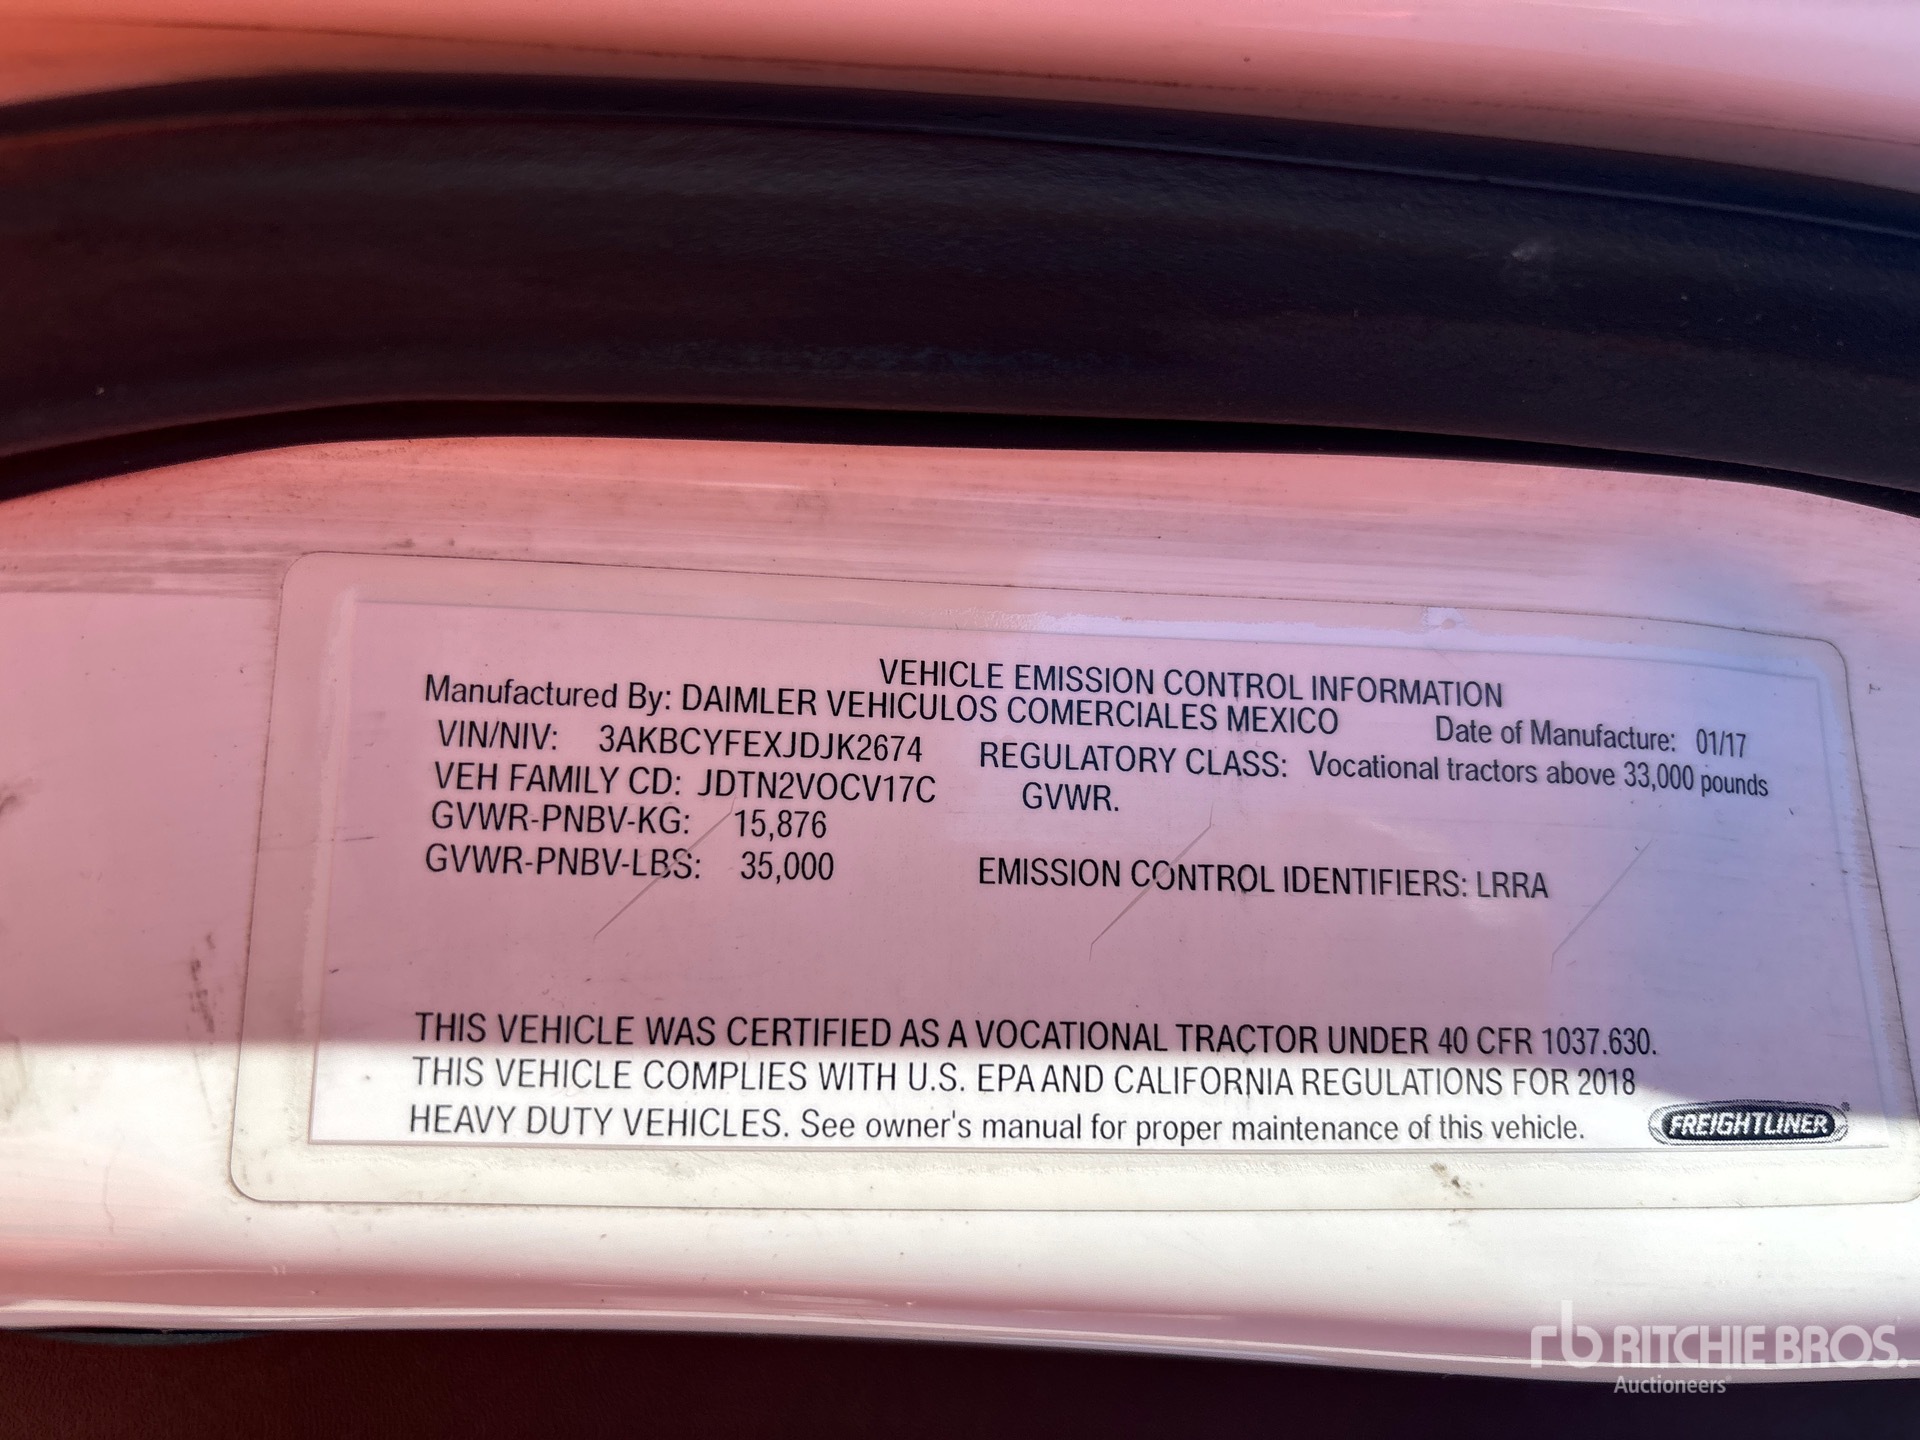 VEHICLE EMISSION CONTROL INFORMATION
Manufactured By: DAIMLER VEHICULOS COMERCIALES MEXICO Date of Manufacture: 01/17
VIN/NIV: 3AKBCYFEXJDJK2674 REGULATORY CLASS: Vocational tractors above 33,000 pounds
VEH FAMILY CD: JDTN2VOCV17C GVWR.
GVWR-PNBV-KG: 15,876
GVWR-PNBV-LBS: 35,000 EMISSION CONTROL IDENTIFIERS: LRRA
THIS VEHICLE WAS CERTIFIED AS A VOCATIONAL TRACTOR UNDER 40 CFR 1037.630.
THIS VEHICLE COMPLIES WITH U.S. EPA AND CALIFORNIA REGULATIONS FOR 2018
HEAVY DUTY VEHICLES. See owner's manual for proper maintenance of this vehicle.
FREIGHTLINER
rb RITCHIE BROS.
Auctioneers